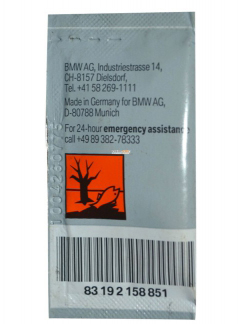 BMW AG, Industriestrasse 14,
CH-8157 Dielsdorf,
Tel. +41 58 269-1111
Made in Germany for BMW AG,
D-80788 Munich
For 24-hour emergency assistance
call +49 89 382-78333
83 19 2 158 851